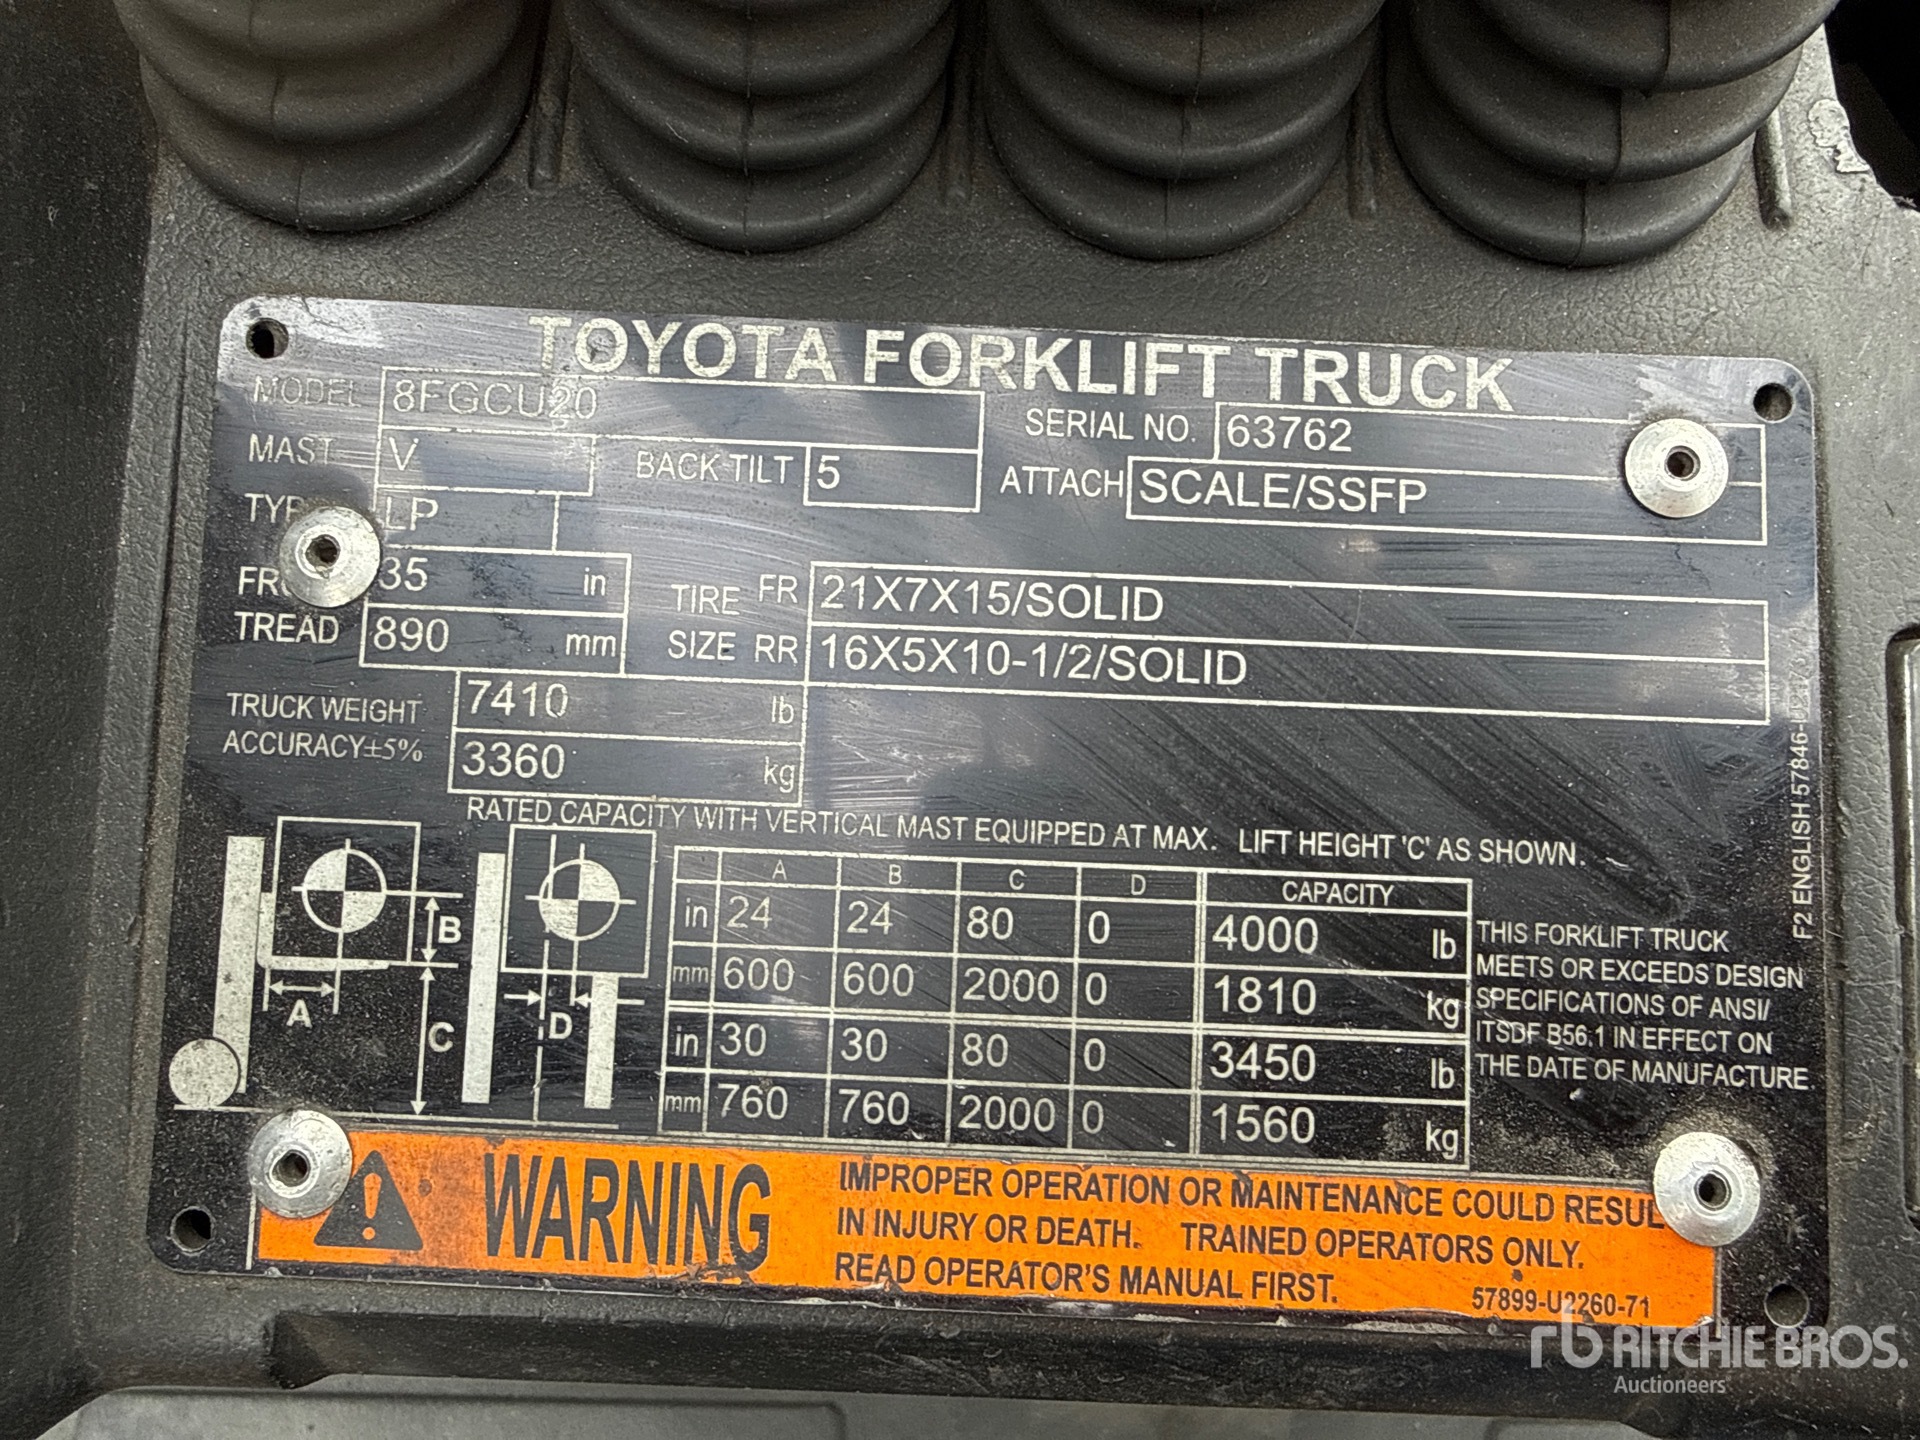 TOYOTA FORKLIFT TRUCK
MODEL 8FGCU20
SERIAL NO. 63762
MAST V BACK TILT 5
ATTACH SCALE/SSFP
LP
35 in
TREAD 890 mm
TIRE SIZE
FR 21X7X15/SOLID
RR 16X5X10-1/2/SOLID
TRUCK WEIGHT 7410 lb
ACCURACY±5% 3360 kg
RATED CAPACITY WITH VERTICAL MAST EQUIPPED AT MAX. LIFT HEIGHT 'C' AS SHOWN.
A B C D CAPACITY
in 24 24 80 0 4000 lb
mm 600 600 2000 0 1810 kg
in 30 30 80 0 3450 lb
mm 760 760 2000 0 1560 kg
B
A
C
D
THIS FORKLIFT TRUCK
MEETS OR EXCEEDS DESIGN
SPECIFICATIONS OF ANSI/
ITSDF B56.1 IN EFFECT ON
THE DATE OF MANUFACTURE.
F2 ENGLISH
WARNING
IMPROPER OPERATION OR MAINTENANCE COULD RESUL
IN INJURY OR DEATH. TRAINED OPERATORS ONLY.
READ OPERATOR'S MANUAL FIRST.
57899-U2260-71
rb RITCHIE BROS.
Auctioneers